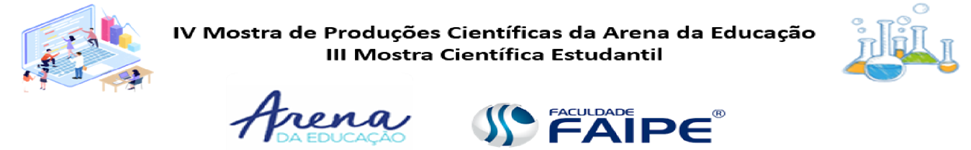 IV Mostra de Produções Científicas da Arena da Educação
III Mostra Científica Estudantil
Arena
DA EDUCAÇÃO
FACULDADE
FAIPE®